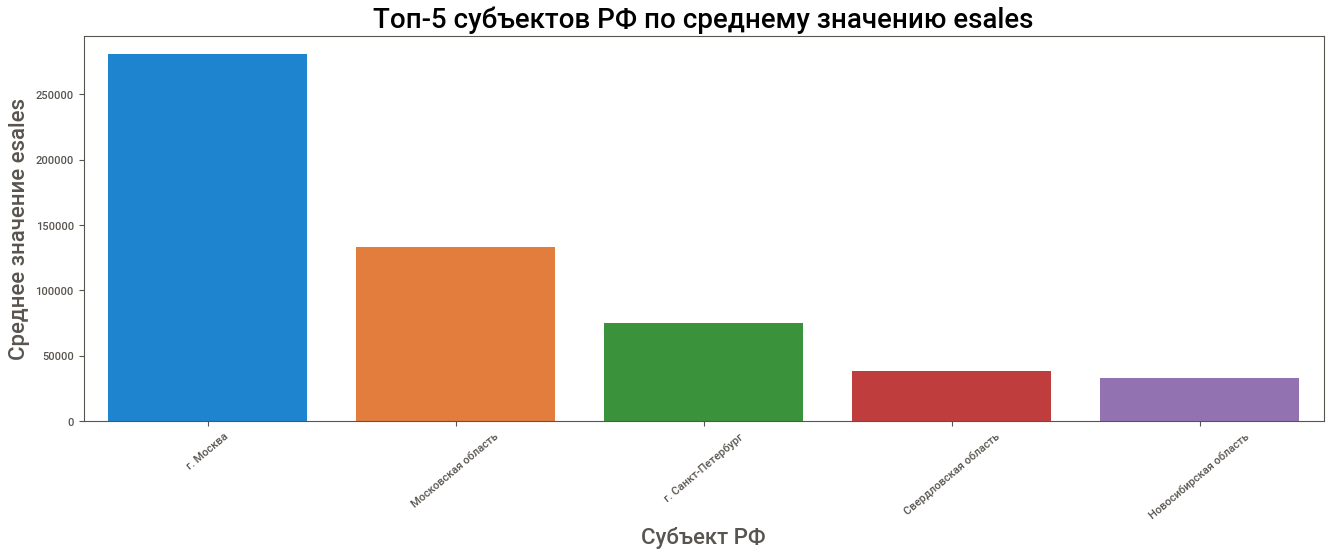 Топ-5 субъектов РФ по среднему значению esales
Среднее значение esales
250000
200000
150000
100000
50000
0
г. Москва
Московская область
г. Санкт-Петербург
Свердловская область
Новосибирская область
Субъект РФ